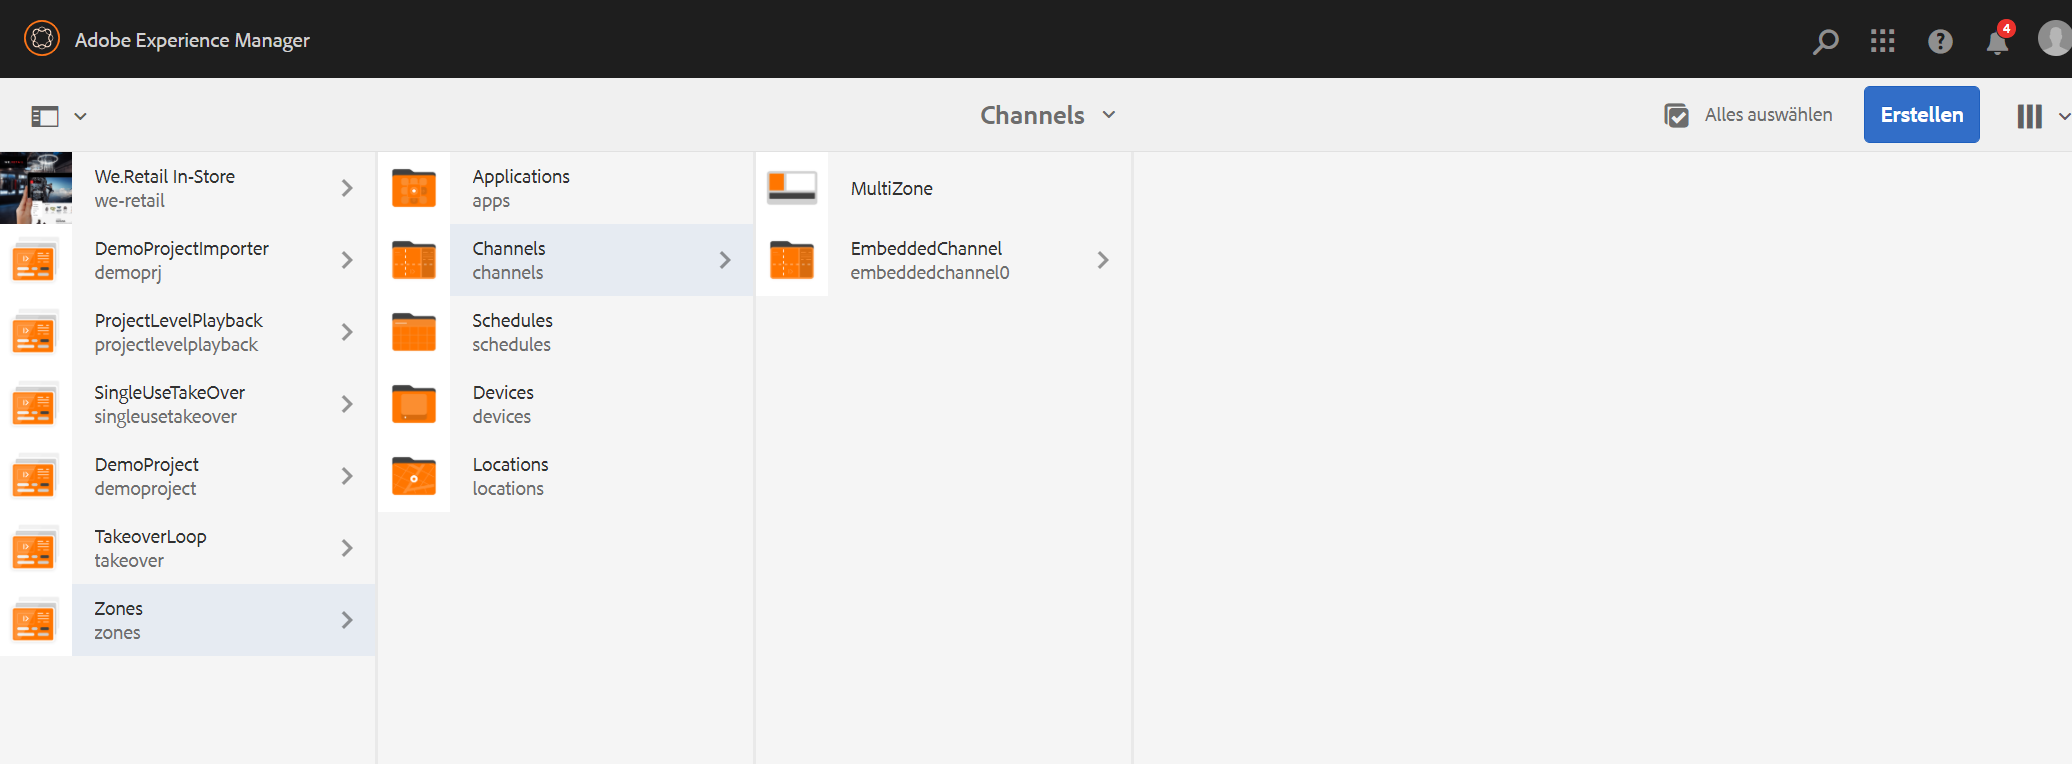 Adobe Experience Manager
4
Channels
Alles auswählen
Erstellen
We.Retail In-Store
we-retail
DemoProjectImporter
demoprj
ProjectLevelPlayback
projectlevelplayback
SingleUseTakeOver
singleusetakeover
DemoProject
demoproject
TakeoverLoop
takeover
Zones
zones
Applications
apps
Channels
channels
Schedules
schedules
Devices
devices
Locations
locations
MultiZone
EmbeddedChannel
embeddedchannel0